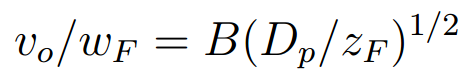 $v_o/w_F = B(D_p/z_F)^{1/2}$